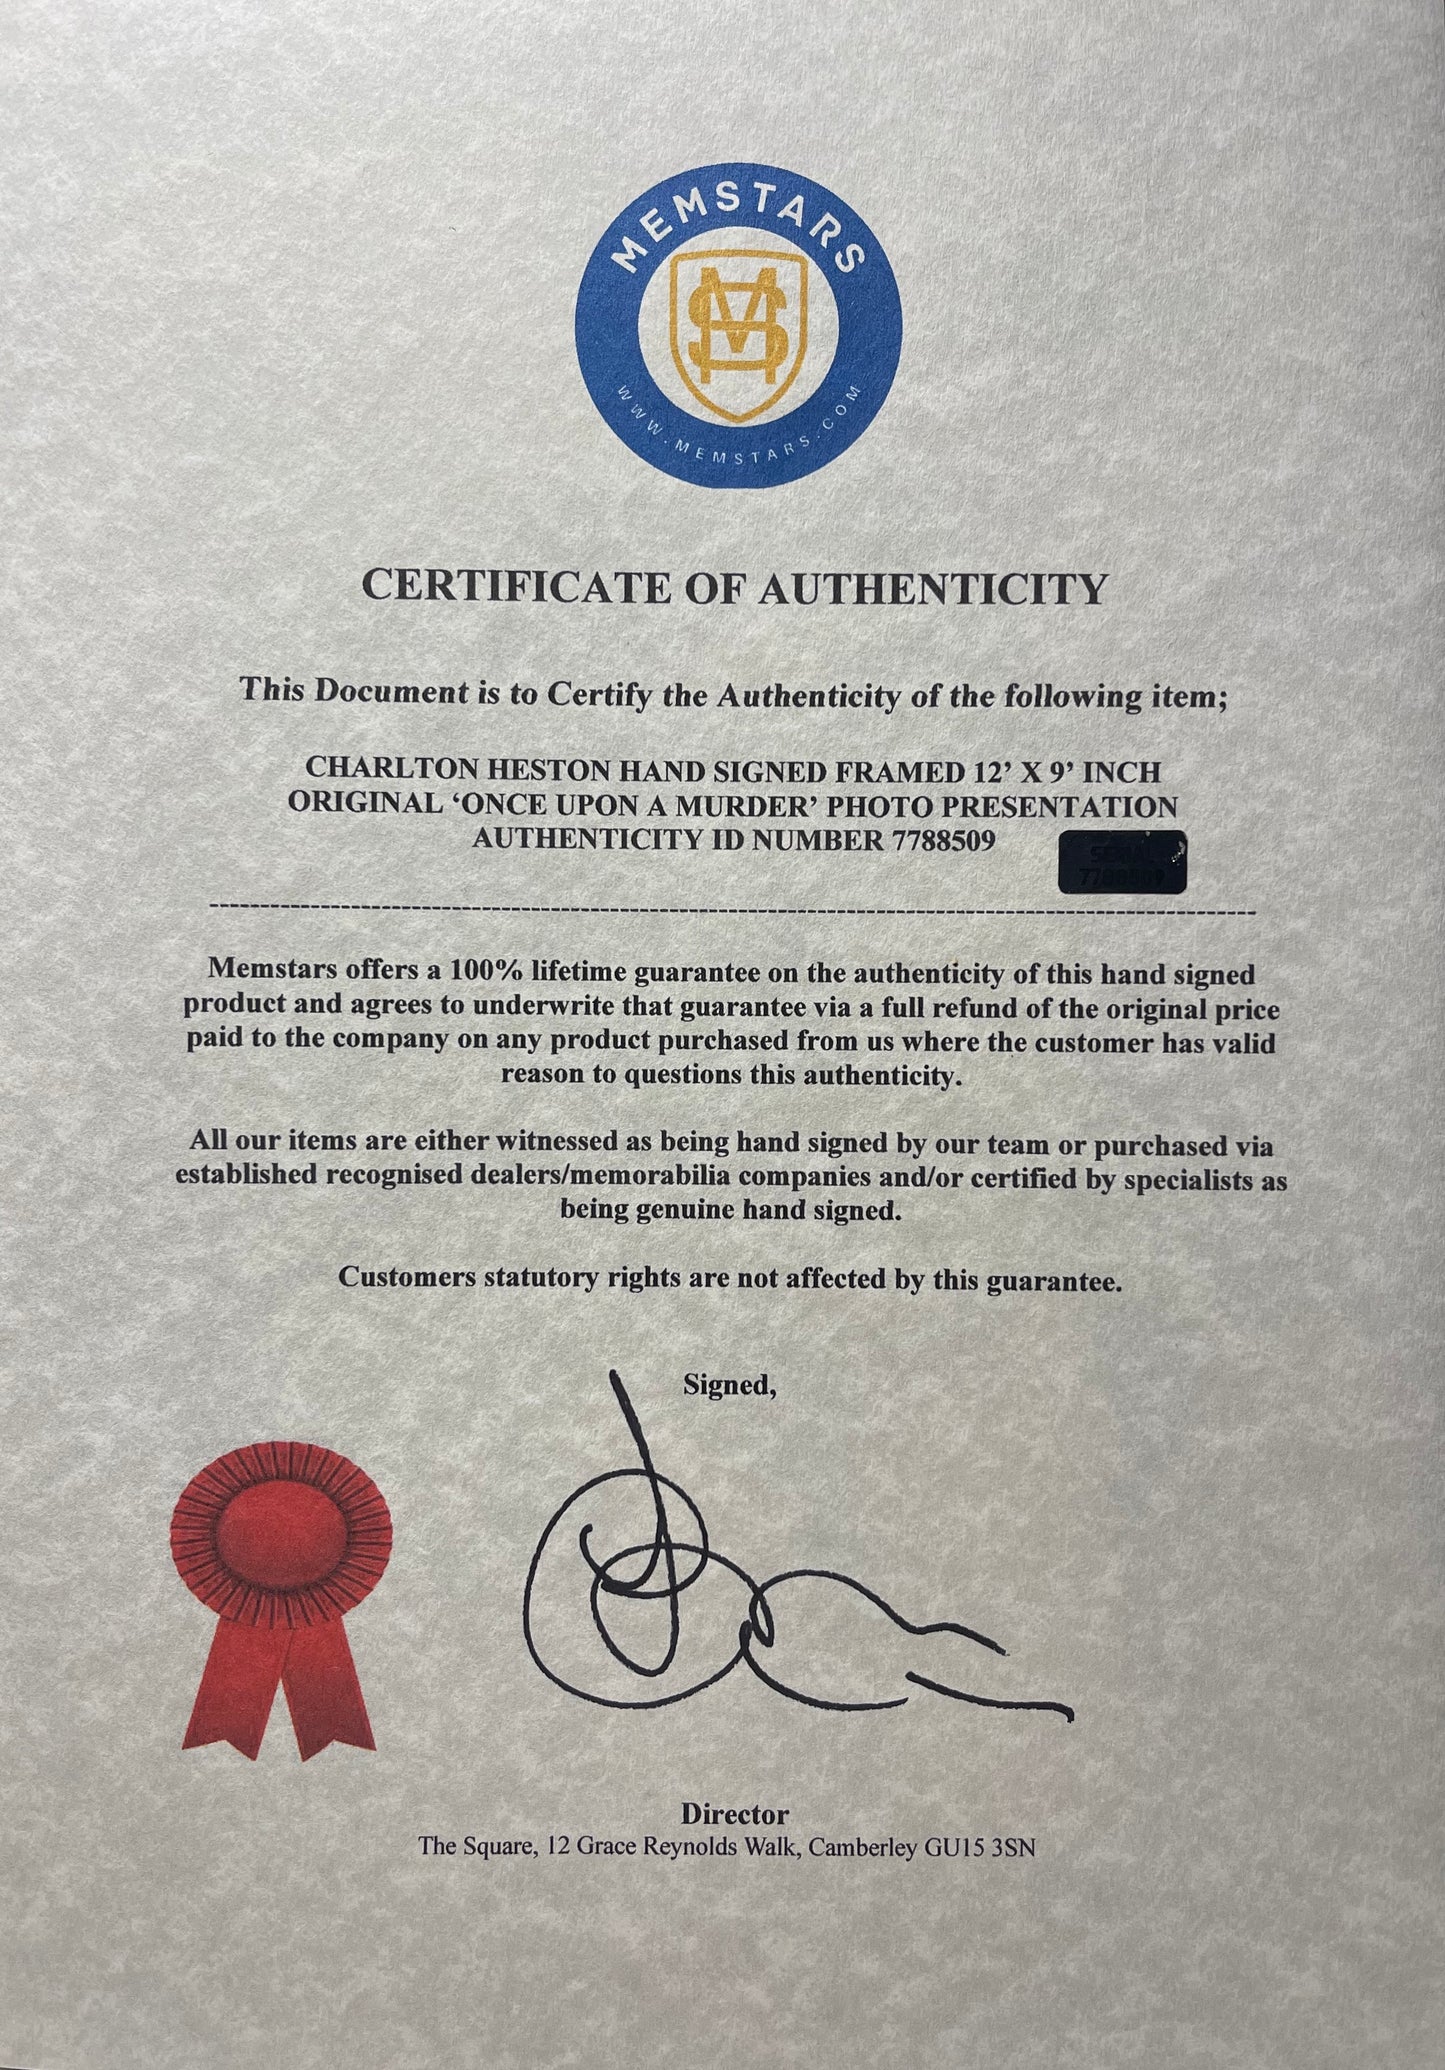 MEMSTARS
WWW.MEMSTARS.COM
CERTIFICATE OF AUTHENTICITY
This Document is to Certify the Authenticity of the following item;
CHARLTON HESTON HAND SIGNED FRAMED 12’ X 9’ INCH
ORIGINAL ‘ONCE UPON A MURDER’ PHOTO PRESENTATION
AUTHENTICITY ID NUMBER 7788509
SERIAL
7788509
Memstars offers a 100% lifetime guarantee on the authenticity of this hand signed
product and agrees to underwrite that guarantee via a full refund of the original price
paid to the company on any product purchased from us where the customer has valid
reason to questions this authenticity.
All our items are either witnessed as being hand signed by our team or purchased via
established recognised dealers/memorabilia companies and/or certified by specialists as
being genuine hand signed.
Customers statutory rights are not affected by this guarantee.
Signed,
Director
The Square, 12 Grace Reynolds Walk, Camberley GU15 3SN